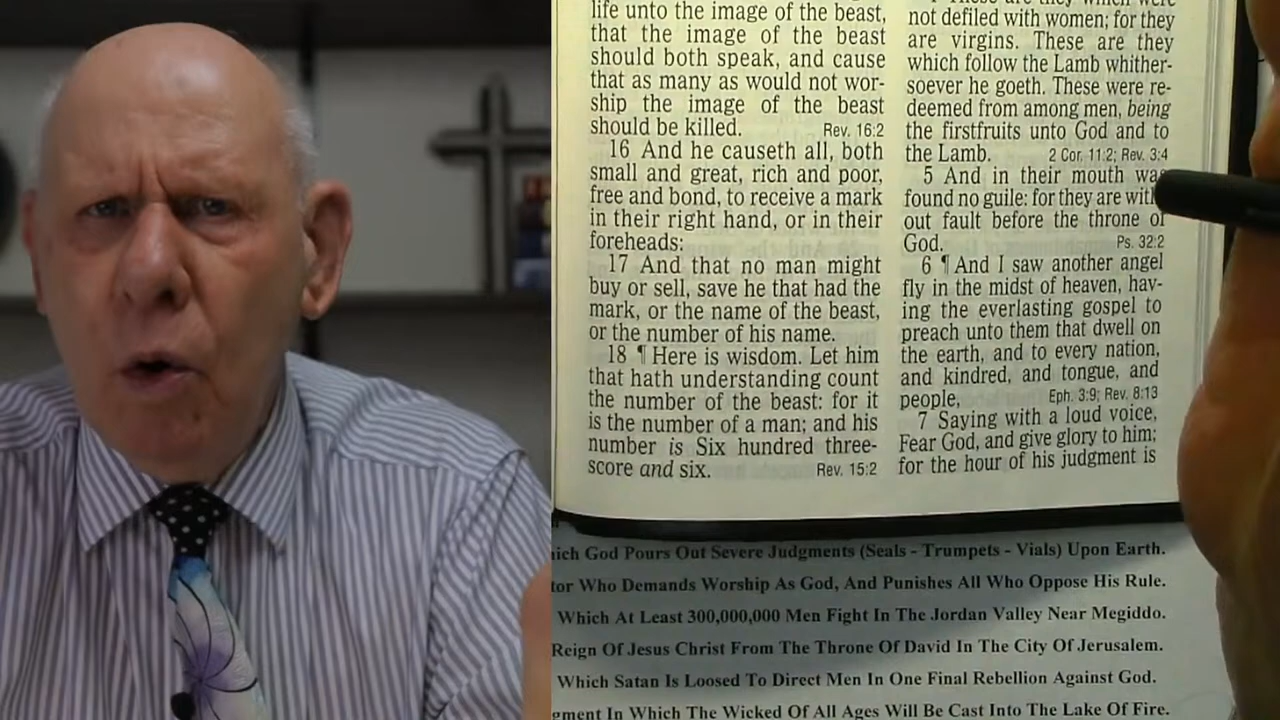 life unto the image of the beast,
that the image of the beast
should both speak, and cause
that as many as would not wor-
ship the image of the beast
should be killed. Rev. 16:2
16 And he causeth all, both
small and great, rich and poor,
free and bond, to receive a mark
in their right hand, or in their
foreheads:
17 And that no man might
buy or sell, save he that had the
mark, or the name of the beast,
or the number of his name.
18 ¶ Here is wisdom. Let him
that hath understanding count
the number of the beast: for it
is the number of a man; and his
number is Six hundred three-
score and six. Rev. 15:2
These are they which were
not defiled with women; for they
are virgins. These are they
which follow the Lamb whither-
soever he goeth. These were re-
deemed from among men, being
the firstfruits unto God and to
the Lamb. 2 Cor. 11:2; Rev. 3:4
5 And in their mouth was
found no guile: for they are with
out fault before the throne of
God. Ps. 32:2
6 ¶ And I saw another angel
fly in the midst of heaven, hav-
ing the everlasting gospel to
preach unto them that dwell on
the earth, and to every nation,
and kindred, and tongue, and
people, Eph. 3:9; Rev. 8:13
7 Saying with a loud voice,
Fear God, and give glory to him;
for the hour of his judgment is
God Pours Out Severe Judgments (Seals - Trumpets - Vials) Upon Earth.
Who Demands Worship As God, And Punishes All Who Oppose His Rule.
Which At Least 300,000,000 Men Fight In The Jordan Valley Near Megiddo.
Reign Of Jesus Christ From The Throne Of David In The City Of Jerusalem.
Which Satan Is Loosed To Direct Men In One Final Rebellion Against God.
In Which The Wicked Of All Ages Will Be Cast Into The Lake Of Fire.